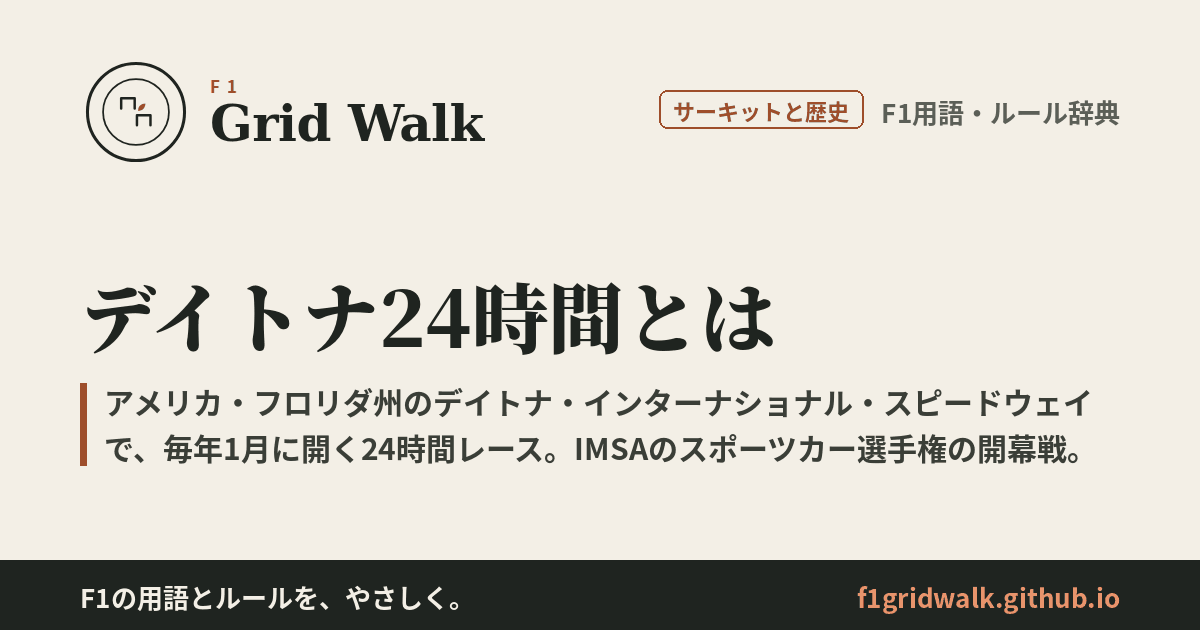 F1
Grid Walk
サーキットと歴史
F1用語・ルール辞典
デイトナ24時間とは
アメリカ・フロリダ州のデイトナ・インターナショナル・スピードウェイ
で、毎年1月に開く24時間レース。IMSAのスポーツカー選手権の開幕戦。
F1の用語とルールを、やさしく。
f1gridwalk.github.io